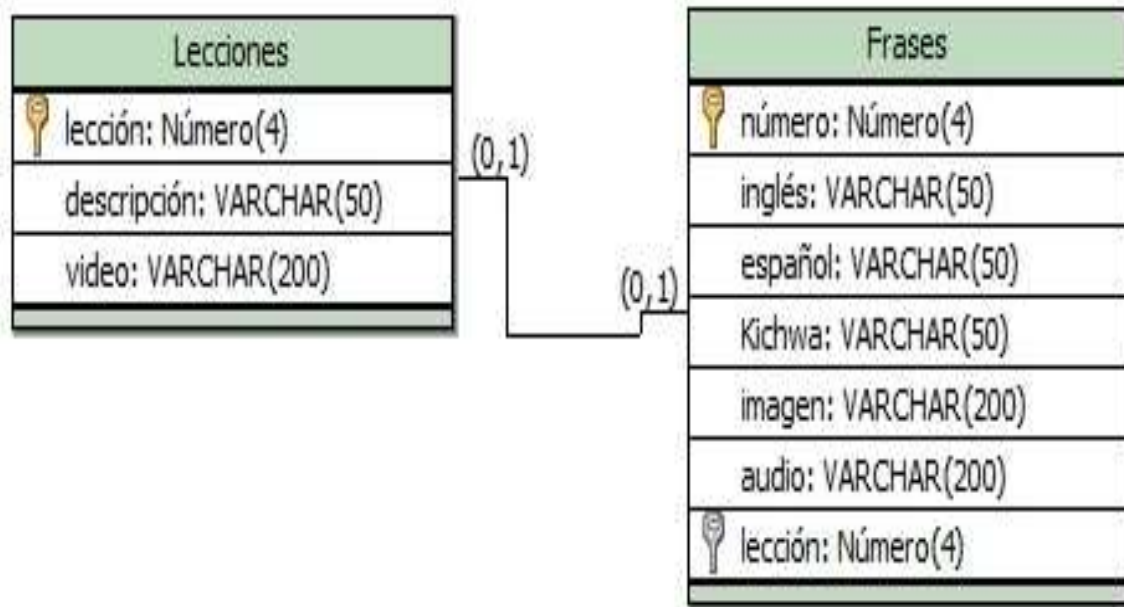 Lecciones
lección: Número(4)
descripción: VARCHAR(50)
video: VARCHAR(200)
(0,1)
(0,1)
Frases
número: Número(4)
inglés: VARCHAR(50)
español: VARCHAR(50)
Kichwa: VARCHAR(50)
imagen: VARCHAR(200)
audio: VARCHAR(200)
lección: Número(4)